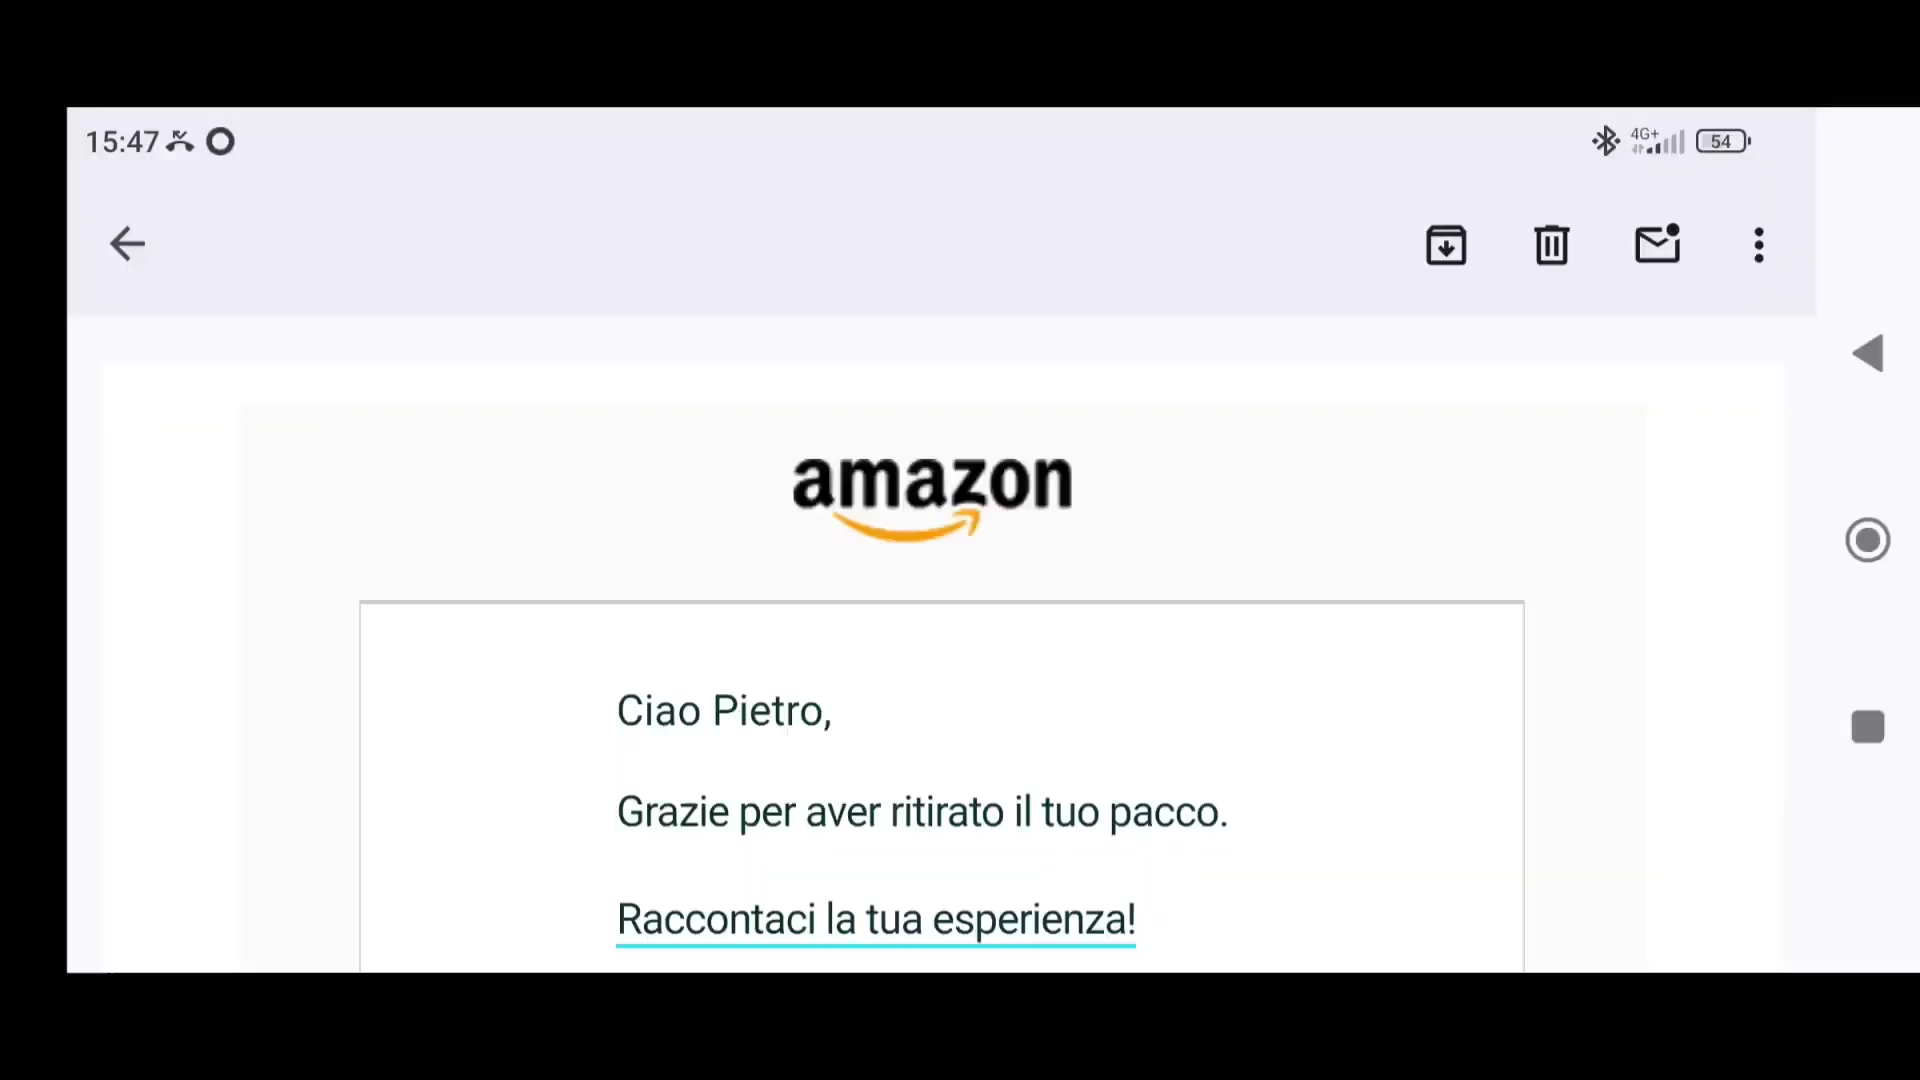 15:47
4G+
54
amazon
Ciao Pietro,
Grazie per aver ritirato il tuo pacco.
Raccontaci la tua esperienza!